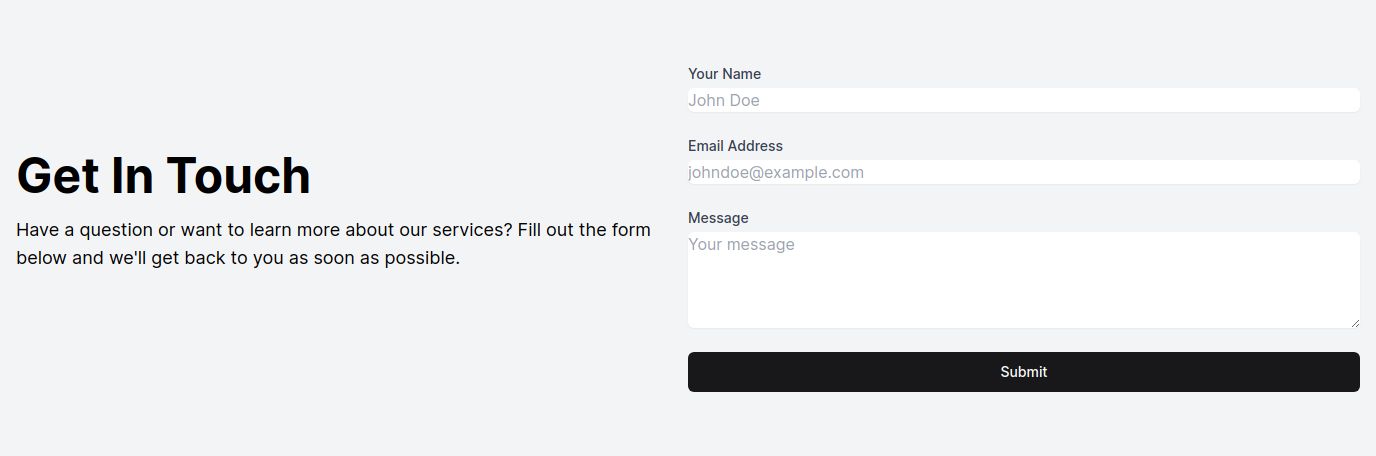 Get In Touch
Have a question or want to learn more about our services? Fill out the form
below and we'll get back to you as soon as possible.
Your Name
John Doe
Email Address
johndoe@example.com
Message
Your message
Submit